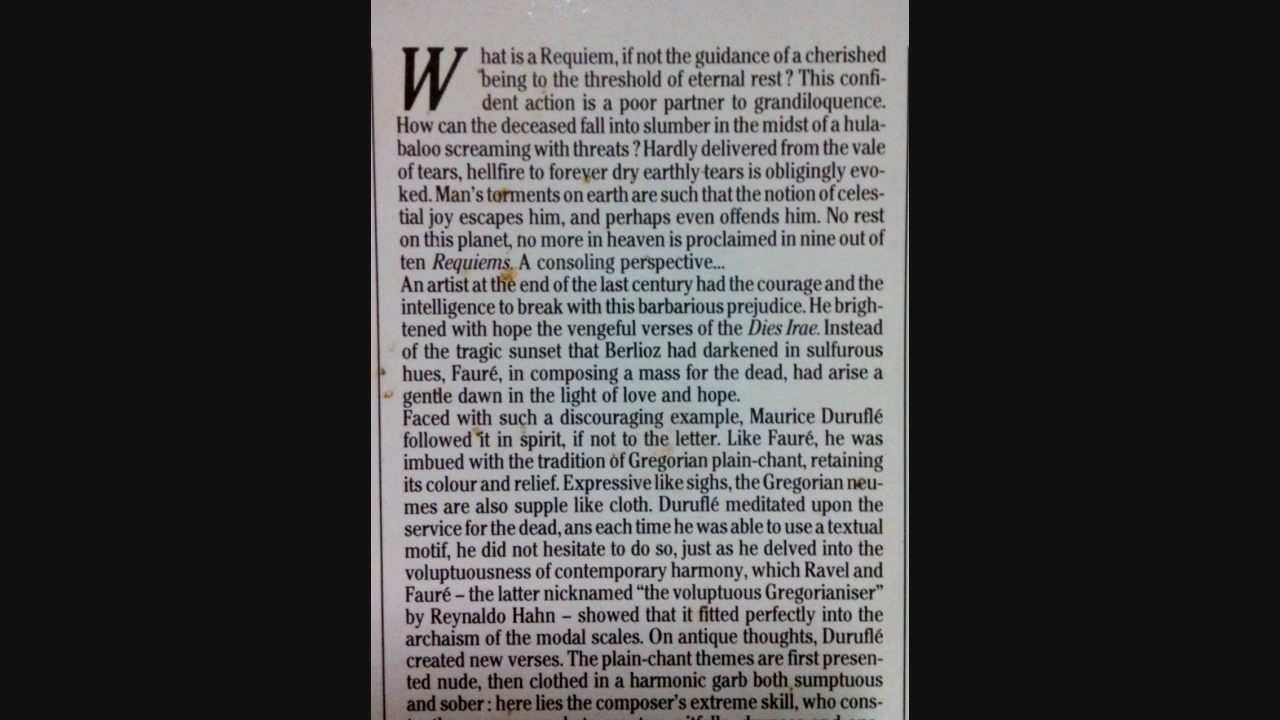 What is a Requiem, if not the guidance of a cherished
being to the threshold of eternal rest ? This confi-
dent action is a poor partner to grandiloquence.
How can the deceased fall into slumber in the midst of a hula-
baloo screaming with threats ? Hardly delivered from the vale
of tears, hellfire to forever dry earthly tears is obligingly evo-
ked. Man's torments on earth are such that the notion of celes-
tial joy escapes him, and perhaps even offends him. No rest
on this planet, no more in heaven is proclaimed in nine out of
ten Requiems. A consoling perspective...
An artist at the end of the last century had the courage and the
intelligence to break with this barbarious prejudice. He brigh-
tened with hope the vengeful verses of the Dies Irae. Instead
of the tragic sunset that Berlioz had darkened in sulfurous
hues, Fauré, in composing a mass for the dead, had arise a
gentle dawn in the light of love and hope.
Faced with such a discouraging example, Maurice Duruflé
followed it in spirit, if not to the letter. Like Fauré, he was
imbued with the tradition of Gregorian plain-chant, retaining
its colour and relief. Expressive like sighs, the Gregorian neu-
mes are also supple like cloth. Duruflé meditated upon the
service for the dead, ans each time he was able to use a textual
motif, he did not hesitate to do so, just as he delved into the
voluptuousness of contemporary harmony, which Ravel and
Fauré – the latter nicknamed “the voluptuous Gregorianiser”
by Reynaldo Hahn – showed that it fitted perfectly into the
archaism of the modal scales. On antique thoughts, Duruflé
created new verses. The plain-chant themes are first presen-
ted nude, then clothed in a harmonic garb both sumptuous
and sober : here lies the composer's extreme skill, who cons-